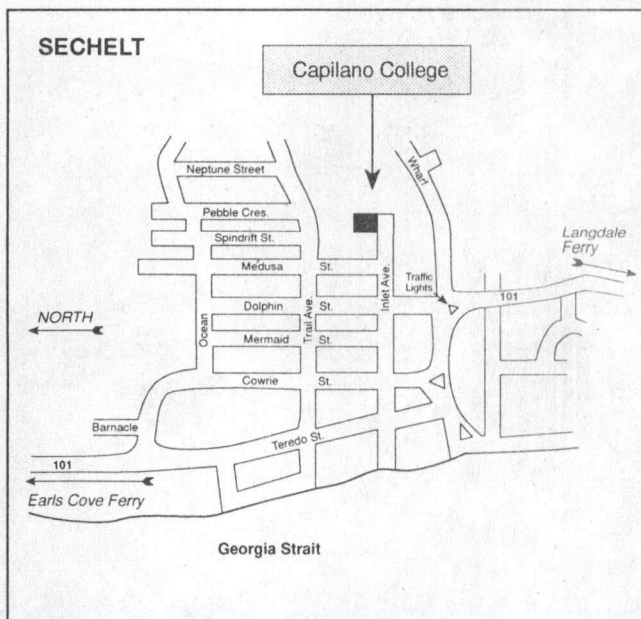 SECHELT
Capilano College
Neptune Street
Wharf
Pebble Cres.
Spindrift St.
Langdale
Ferry
Medusa St.
Traffic
Lights
Inlet Ave.
101
Dolphin St.
NORTH
Ocean
Trail Ave.
Mermaid St.
Cowrie St.
Barnacle
Teredo St.
101
Earls Cove Ferry
Georgia Strait